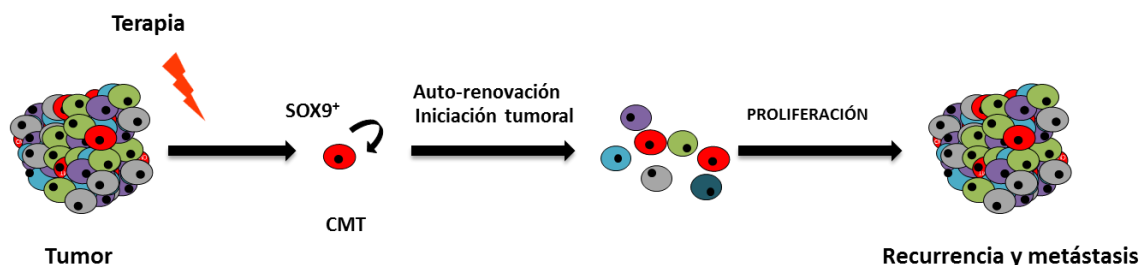 Terapia
SOX9⁺
CMT
Auto-renovación
Iniciación tumoral
PROLIFERACIÓN
Tumor
Recurrencia y metástasis